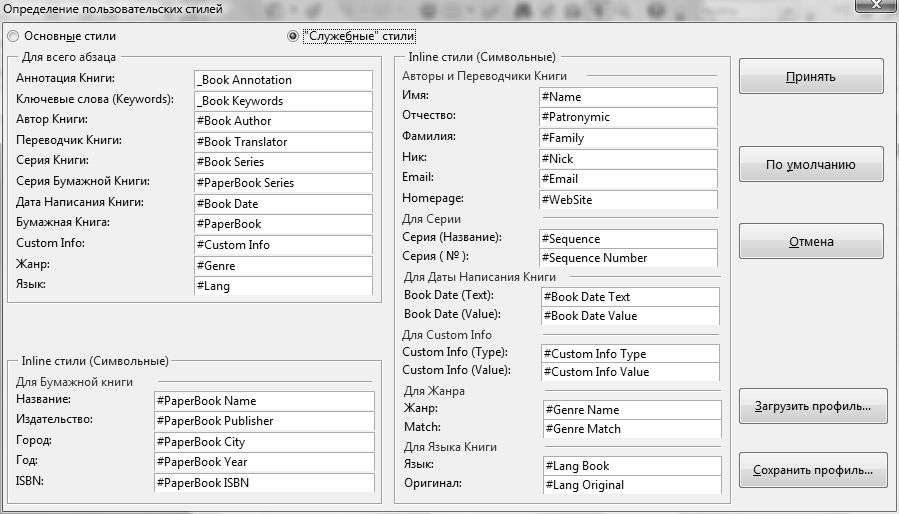 Определение пользовательских стилей
Основные стили
"Служебные" стили
Для всего абзаца
Аннотация Книги: _Book Annotation
Ключевые слова (Keywords): _Book Keywords
Автор Книги: #Book Author
Переводчик Книги: #Book Translator
Серия Книги: #Book Series
Серия Бумажной Книги: #PaperBook Series
Дата Написания Книги: #Book Date
Бумажная Книга: #PaperBook
Custom Info: #Custom Info
Жанр: #Genre
Язык: #Lang
Inline стили (Символьные)
Для Бумажной книги
Название: #PaperBook Name
Издательство: #PaperBook Publisher
Город: #PaperBook City
Год: #PaperBook Year
ISBN: #PaperBook ISBN
Inline стили (Символьные)
Авторы и Переводчики Книги
Имя: #Name
Отчество: #Patronymic
Фамилия: #Family
Ник: #Nick
Email: #Email
Homepage: #WebSite
Для Серии
Серия (Название): #Sequence
Серия ( № ): #Sequence Number
Для Даты Написания Книги
Book Date (Text): #Book Date Text
Book Date (Value): #Book Date Value
Для Custom Info
Custom Info (Type): #Custom Info Type
Custom Info (Value): #Custom Info Value
Для Жанра
Жанр: #Genre Name
Match: #Genre Match
Для Языка Книги
Язык: #Lang Book
Оригинал: #Lang Original
Принять
По умолчанию
Отмена
Загрузить профиль...
Сохранить профиль...